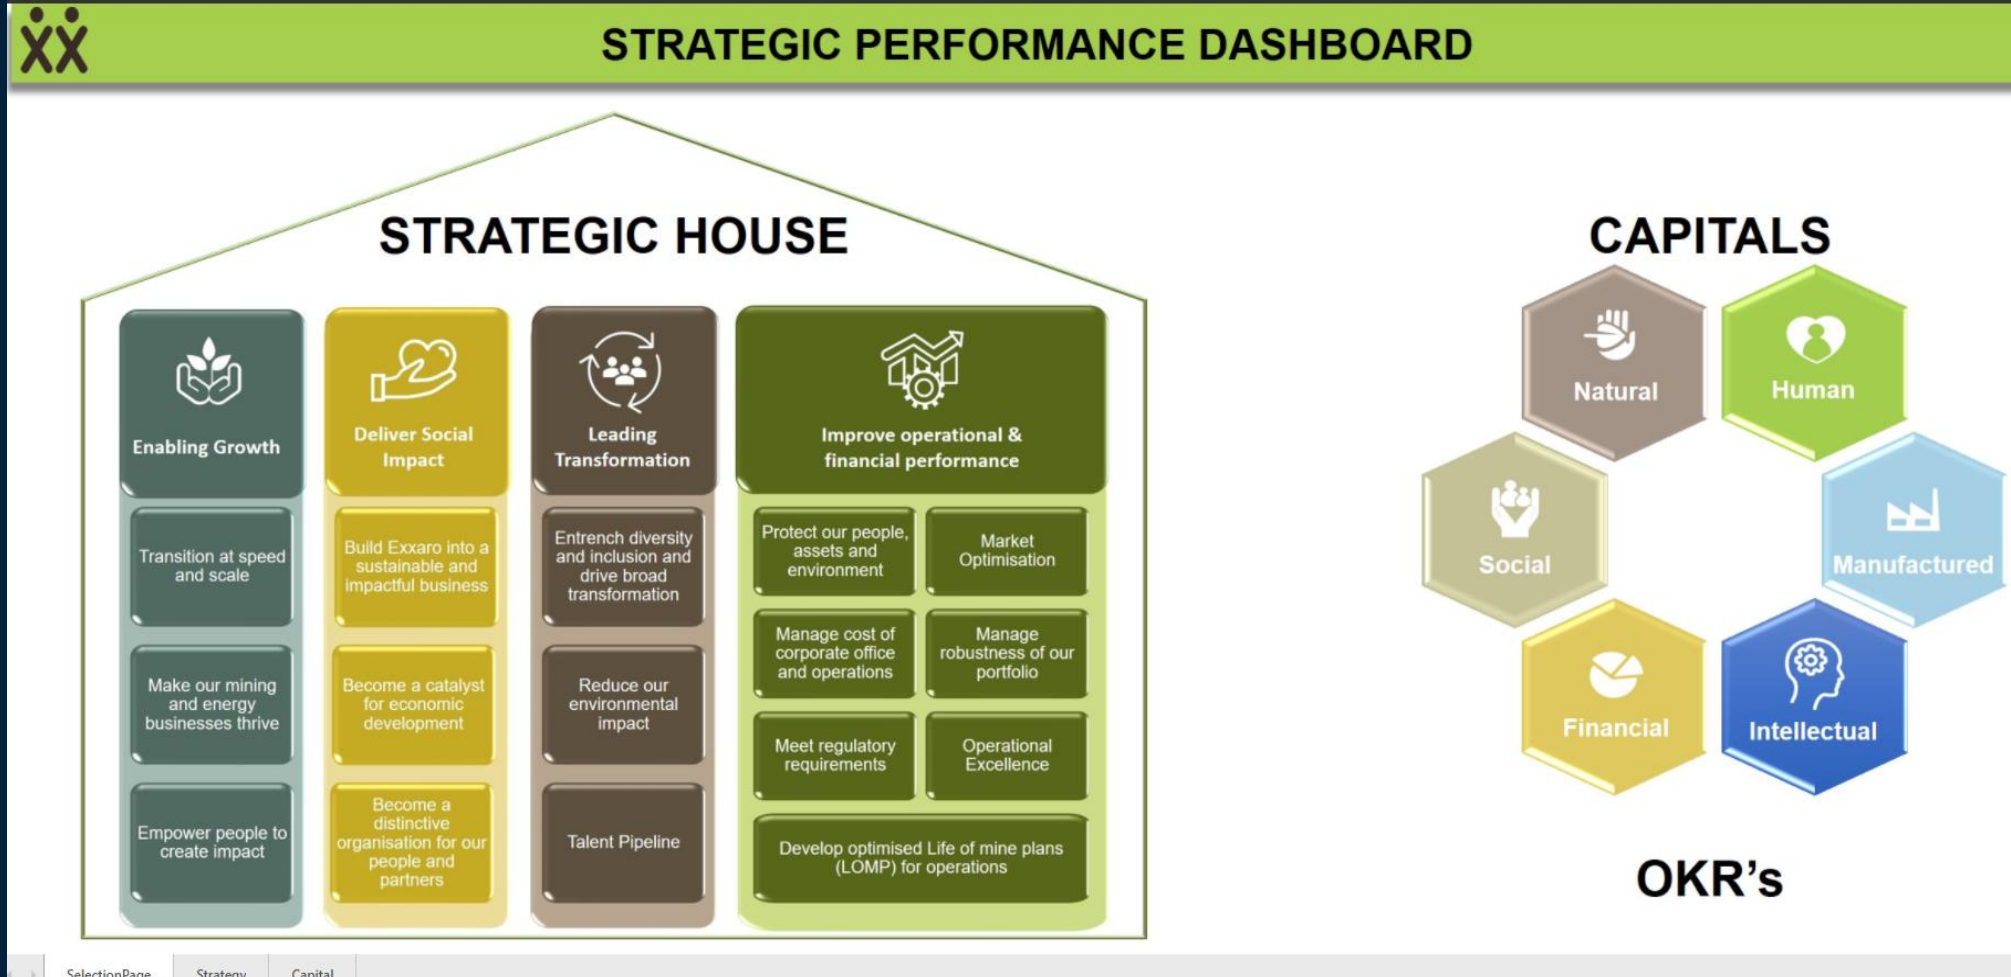 STRATEGIC PERFORMANCE DASHBOARD
STRATEGIC HOUSE
Enabling Growth
Transition at speed
and scale
Make our mining
and energy
businesses thrive
Empower people to
create impact
Deliver Social
Impact
Build Exxaro into a
sustainable and
impactful business
Become a catalyst
for economic
development
Become a
distinctive
organisation for our
people and
partners
Leading
Transformation
Entrench diversity
and inclusion and
drive broad
transformation
Reduce our
environmental
impact
Talent Pipeline
Improve operational &
financial performance
Protect our people,
assets and
environment
Market
Optimisation
Manage cost of
corporate office
and operations
Manage
robustness of our
portfolio
Meet regulatory
requirements
Operational
Excellence
Develop optimised Life of mine plans
(LOMP) for operations
CAPITALS
Natural
Human
Social
Manufactured
Financial
Intellectual
OKR’s
SelectionPage
Strategy
Capital